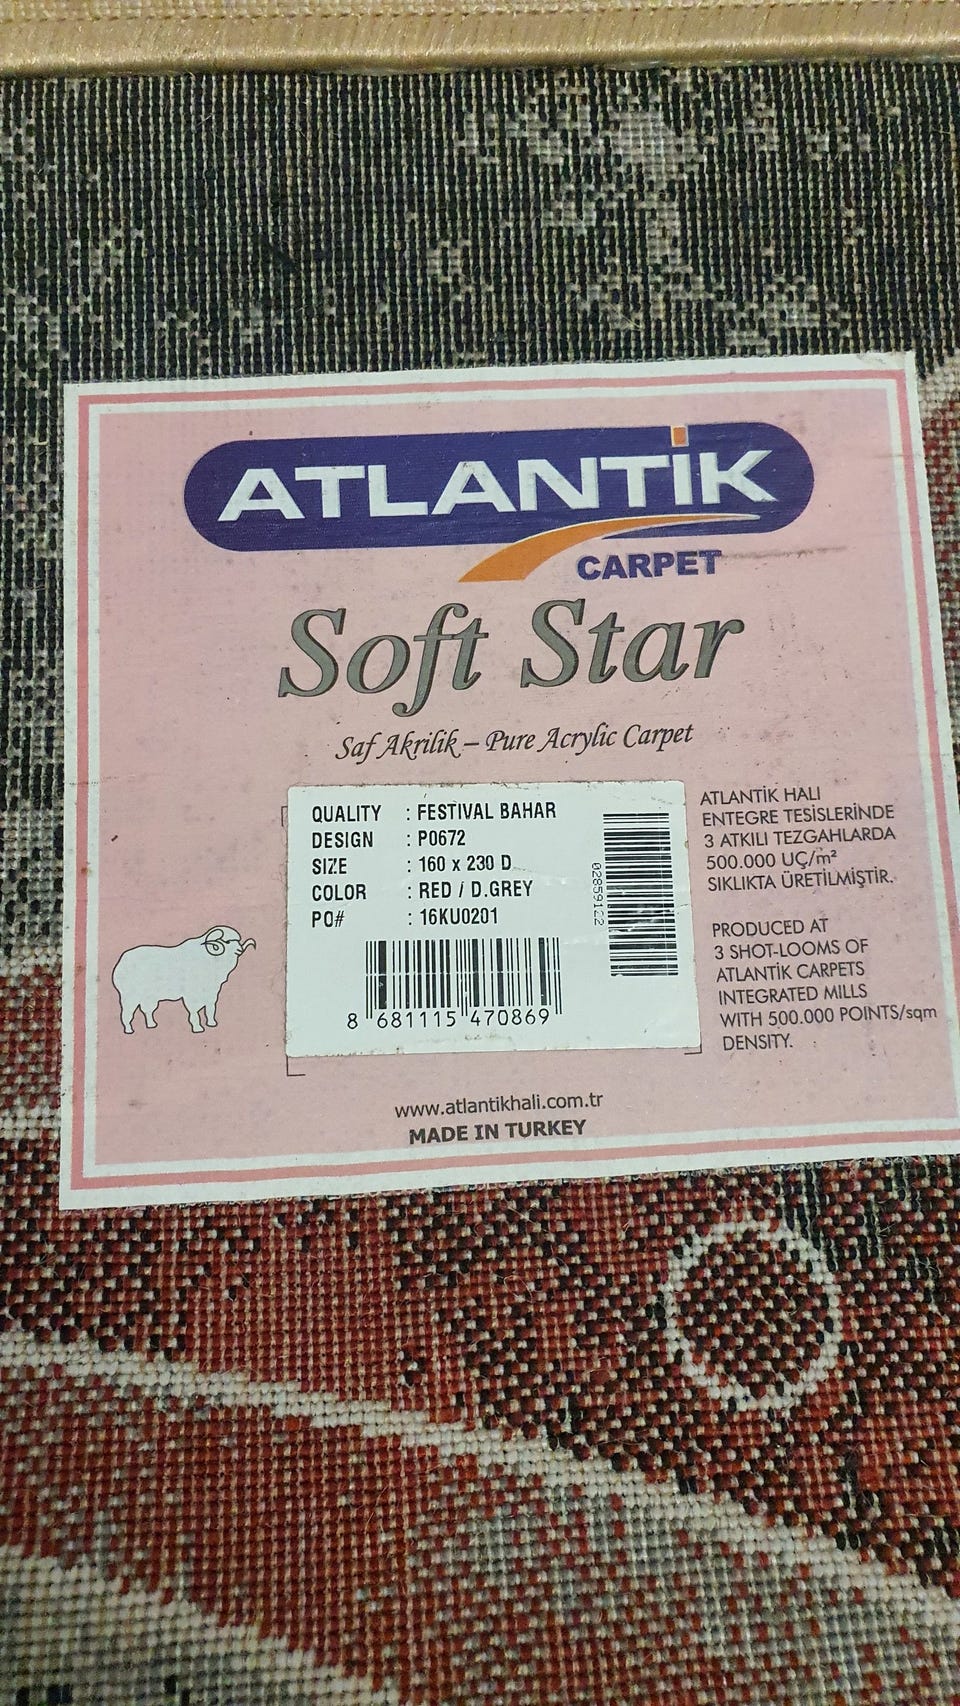 ATLANTİK
CARPET
Soft Star
Saf Akrilik – Pure Acrylic Carpet
QUALITY : FESTIVAL BAHAR
DESIGN : P0672
SIZE : 160 x 230 D
COLOR : RED / D.GREY
PO# : 16KU0201
8 681115 470869
02859122
ATLANTİK HALI
ENTEGRE TESİSLERİNDE
3 ATKILI TEZGAHLARDA
500.000 UÇ/m²
SIKLIKTA ÜRETİLMİŞTİR.
PRODUCED AT
3 SHOT-LOOMS OF
ATLANTİK CARPETS
INTEGRATED MILLS
WITH 500.000 POINTS/sqm
DENSITY.
www.atlantikhali.com.tr
MADE IN TURKEY